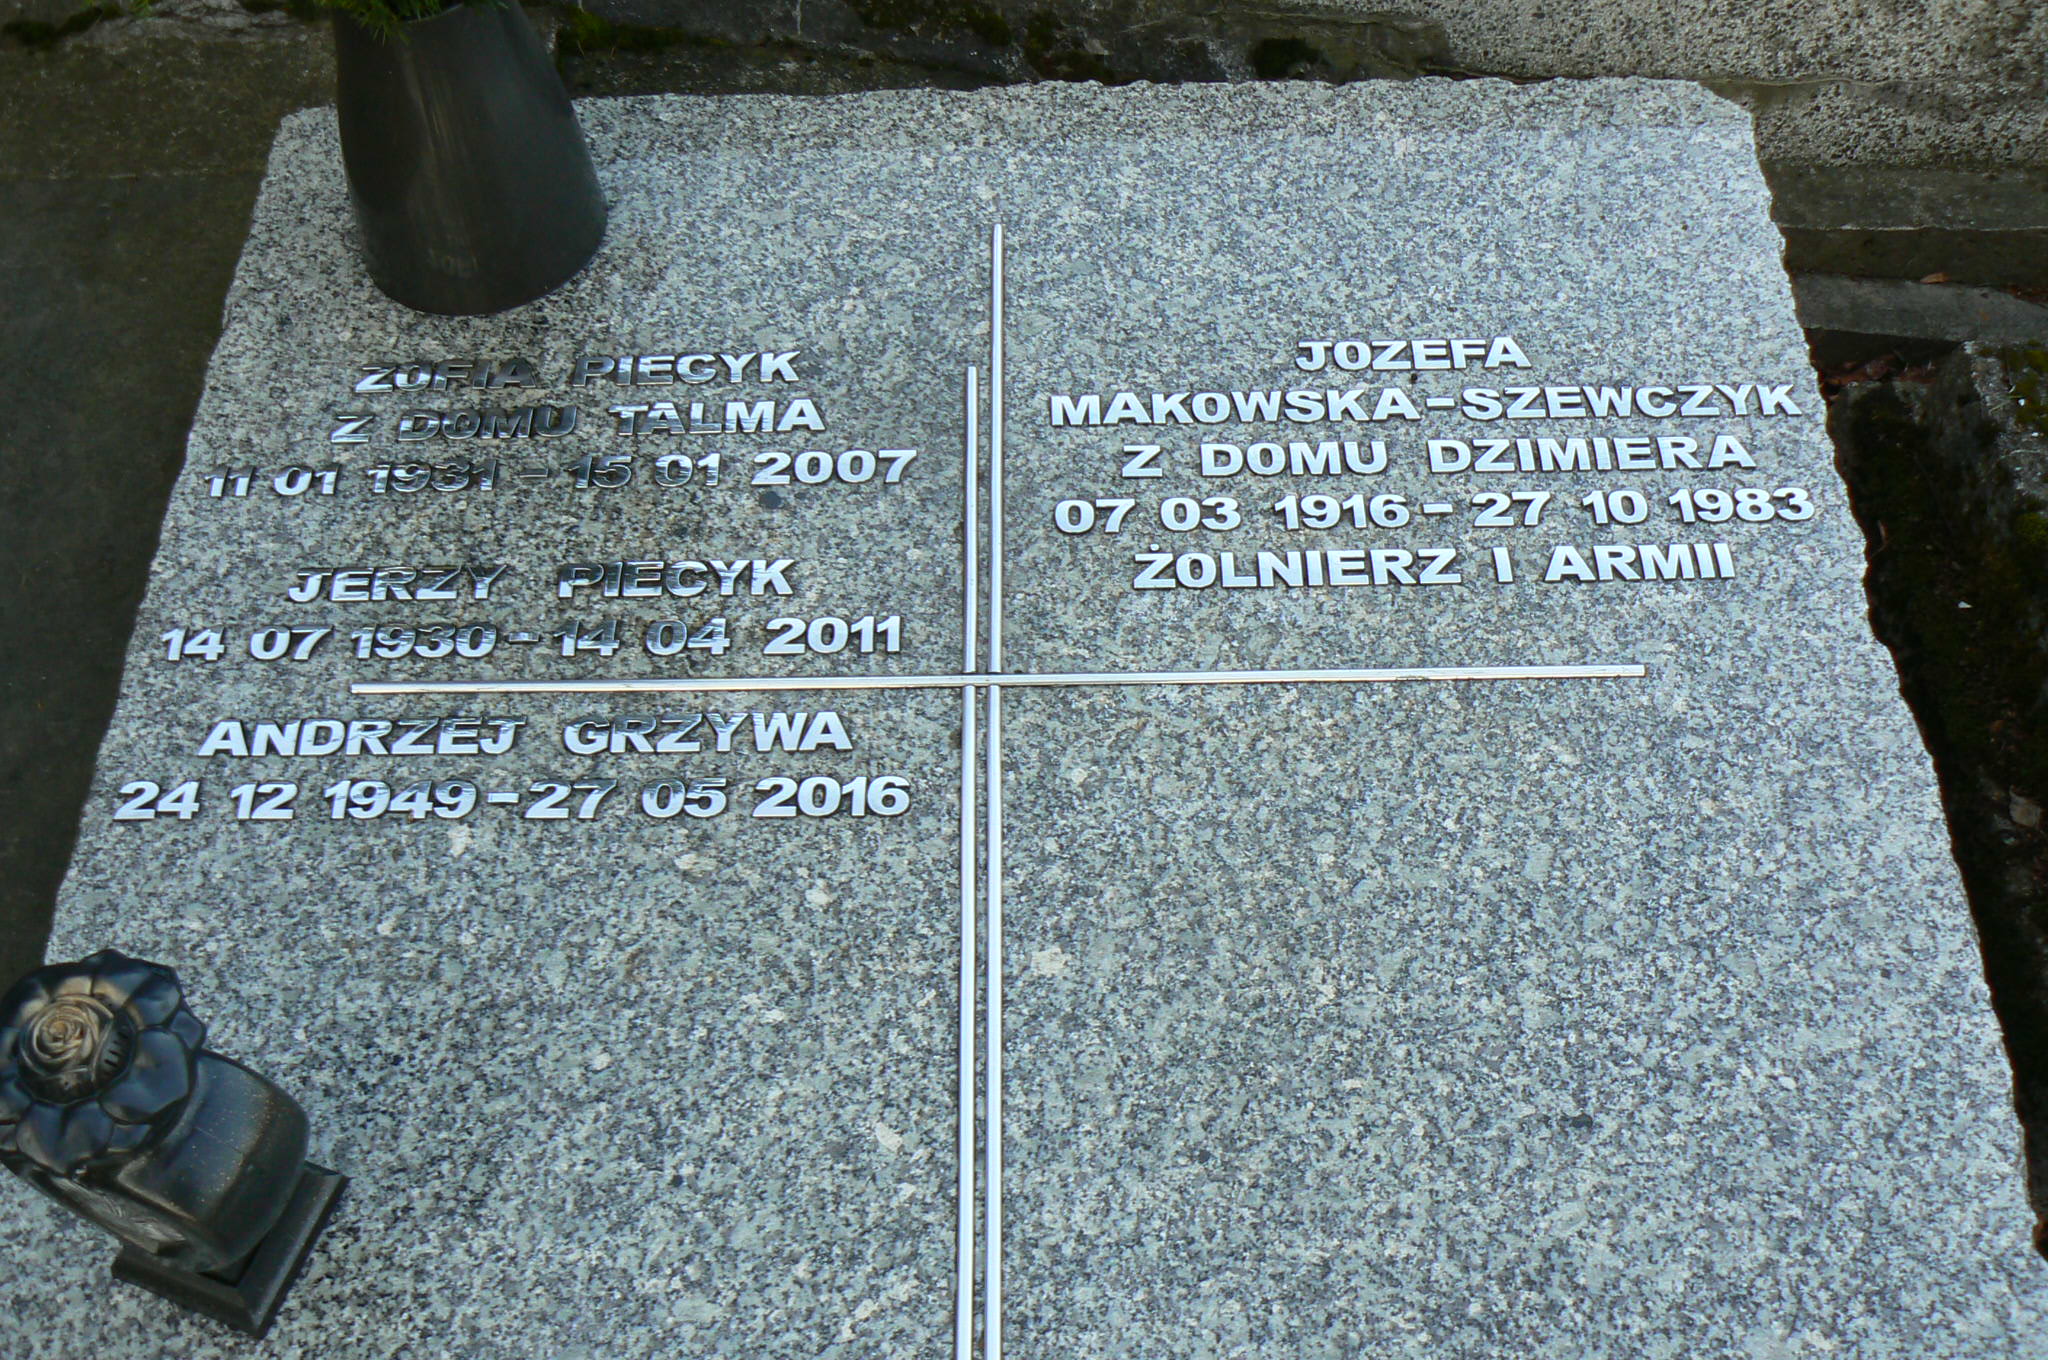 ZOFIA PIECYK
Z DOMU TALMA
11 01 1931 - 15 01 2007
JERZY PIECYK
14 07 1930 - 14 04 2011
ANDRZEJ GRZYWA
24 12 1949 - 27 05 2016
JOZEFA
MAKOWSKA-SZEWCZYK
Z DOMU DZIMIERA
07 03 1916 - 27 10 1983
ŻOLNIERZ I ARMII